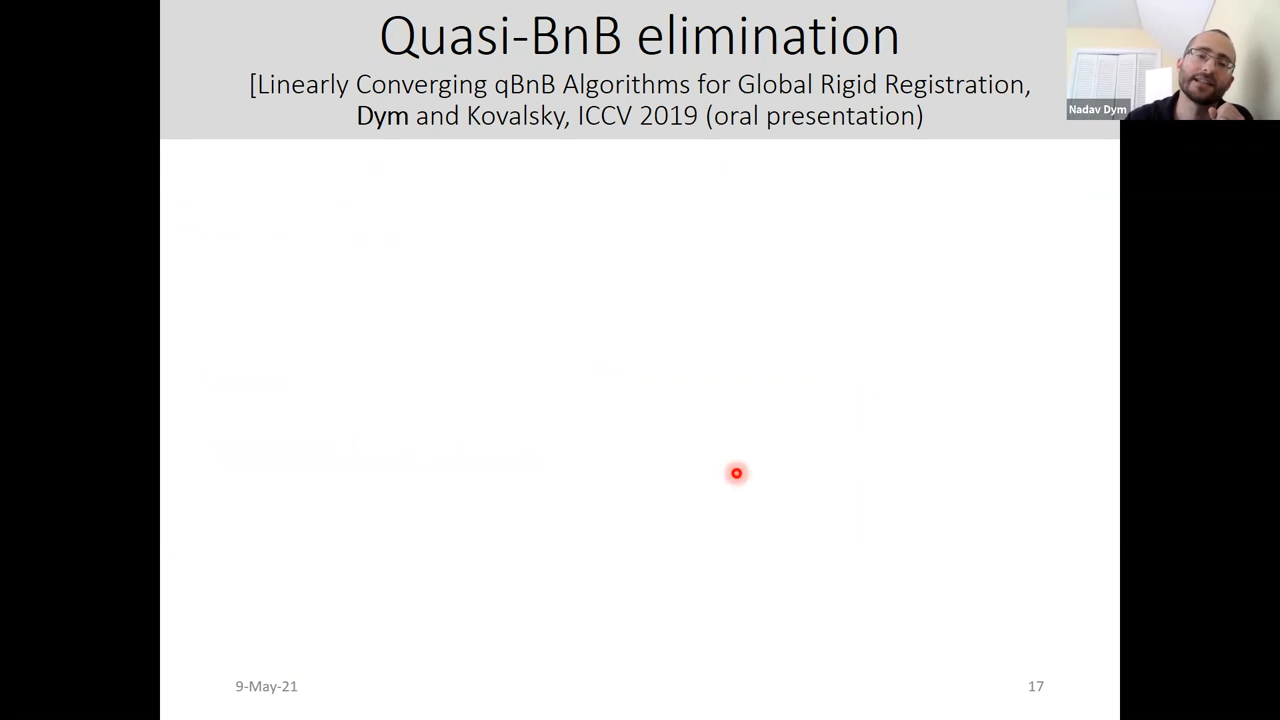 Quasi-BnB elimination
[Linearly Converging qBnB Algorithms for Global Rigid Registration,
Dym and Kovalsky, ICCV 2019 (oral presentation)
Nadav Dym
9-May-21
17